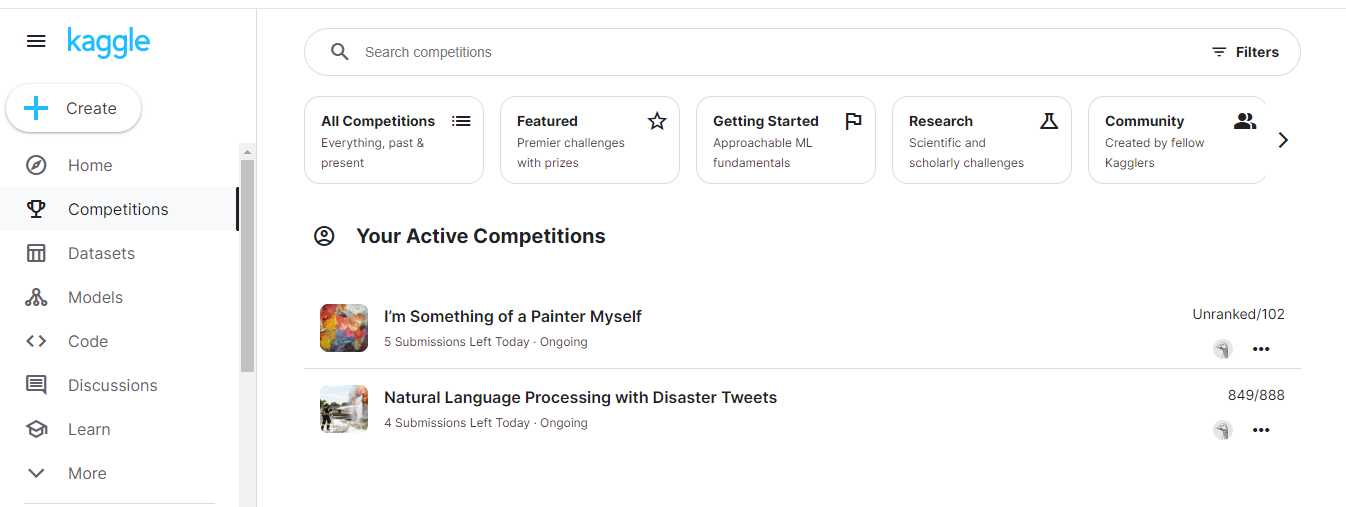 kaggle
Create
Home
Competitions
Datasets
Models
Code
Discussions
Learn
More
Search competitions
Filters
All Competitions
Everything, past &
present
Featured
Premier challenges
with prizes
Getting Started
Approachable ML
fundamentals
Research
Scientific and
scholarly challenges
Community
Created by fellow
Kagglers
Your Active Competitions
I’m Something of a Painter Myself
Unranked/102
5 Submissions Left Today · Ongoing
Natural Language Processing with Disaster Tweets
849/888
4 Submissions Left Today · Ongoing